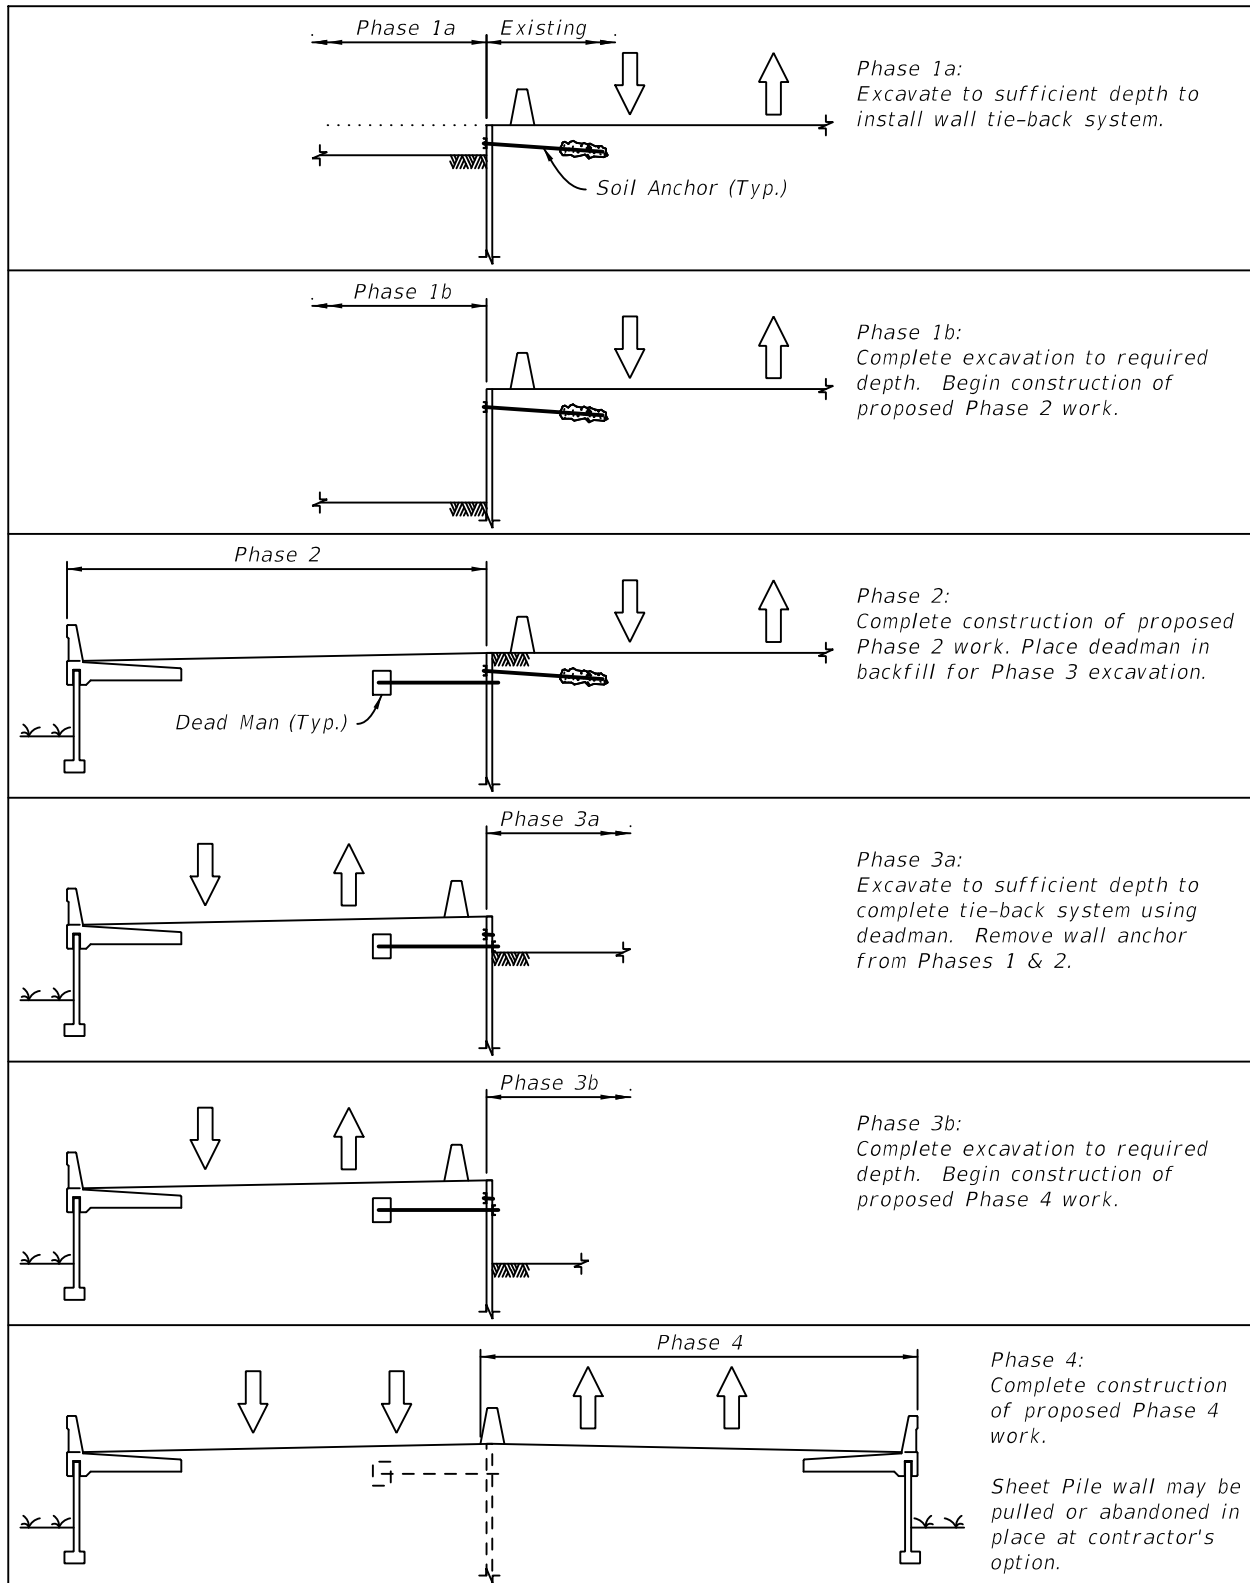 Phase 1a
Existing
Phase 1a:
Excavate to sufficient depth to
install wall tie-back system.
Soil Anchor (Typ.)
Phase 1b
Phase 1b:
Complete excavation to required
depth. Begin construction of
proposed Phase 2 work.
Phase 2
Phase 2:
Complete construction of proposed
Phase 2 work. Place deadman in
backfill for Phase 3 excavation.
Dead Man (Typ.)
Phase 3a
Phase 3a:
Excavate to sufficient depth to
complete tie-back system using
deadman. Remove wall anchor
from Phases 1 & 2.
Phase 3b
Phase 3b:
Complete excavation to required
depth. Begin construction of
proposed Phase 4 work.
Phase 4
Phase 4:
Complete construction
of proposed Phase 4
work.
Sheet Pile wall may be
pulled or abandoned in
place at contractor's
option.